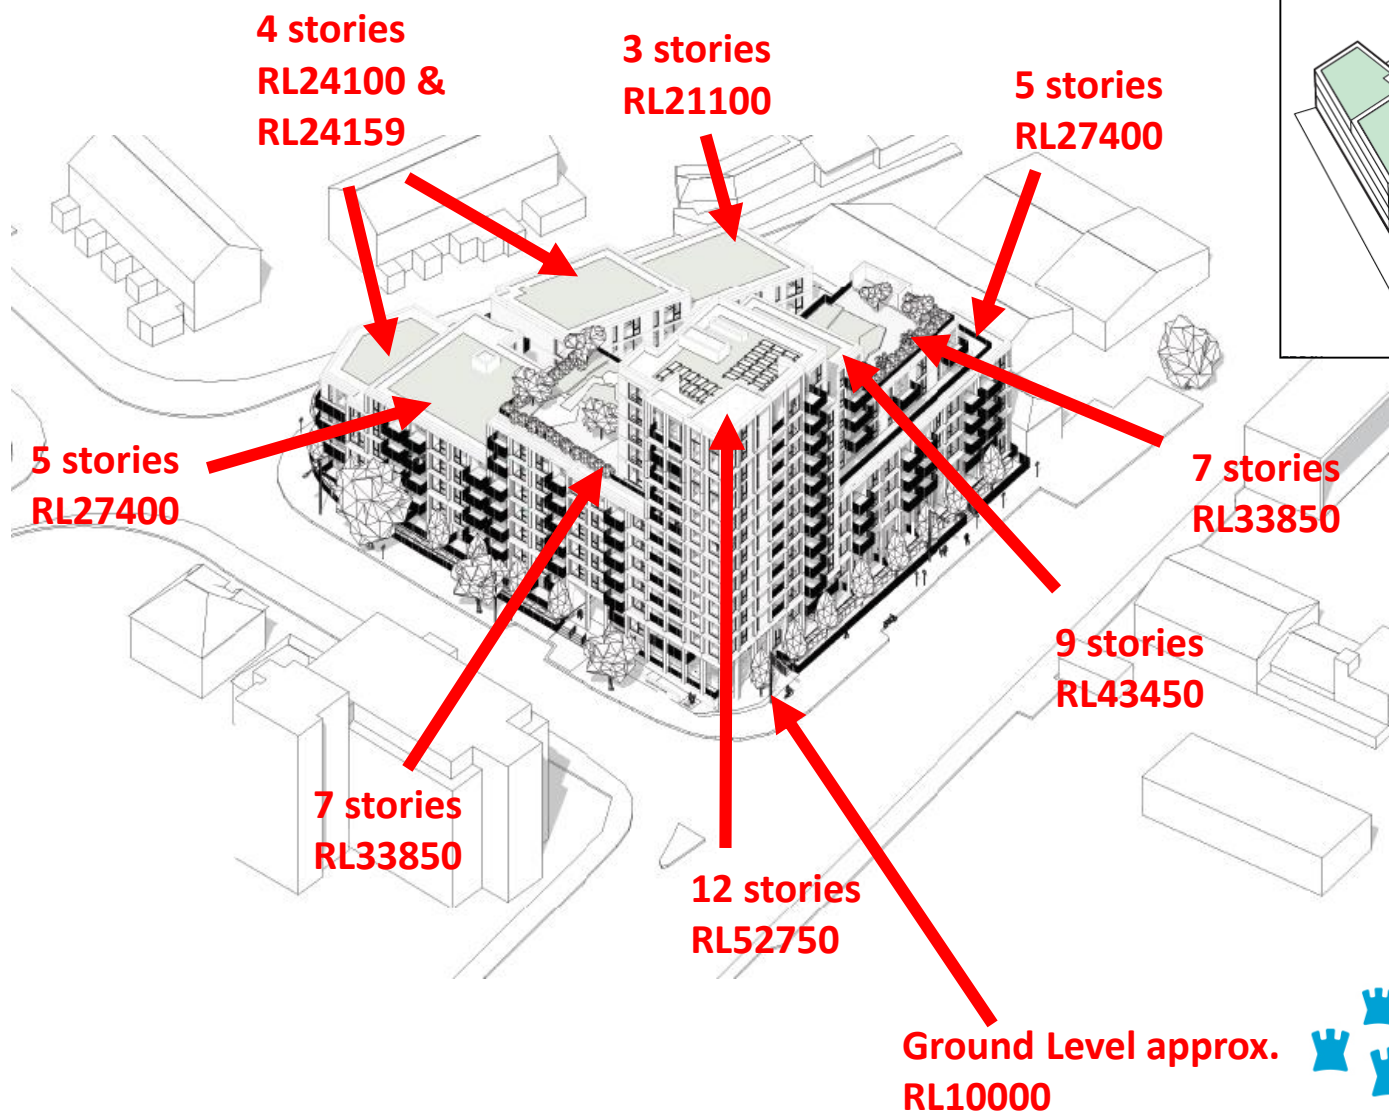 4 stories
RL24100 &
RL24159
3 stories
RL21100
5 stories
RL27400
5 stories
RL27400
7 stories
RL33850
9 stories
RL43450
7 stories
RL33850
12 stories
RL52750
Ground Level approx.
RL10000